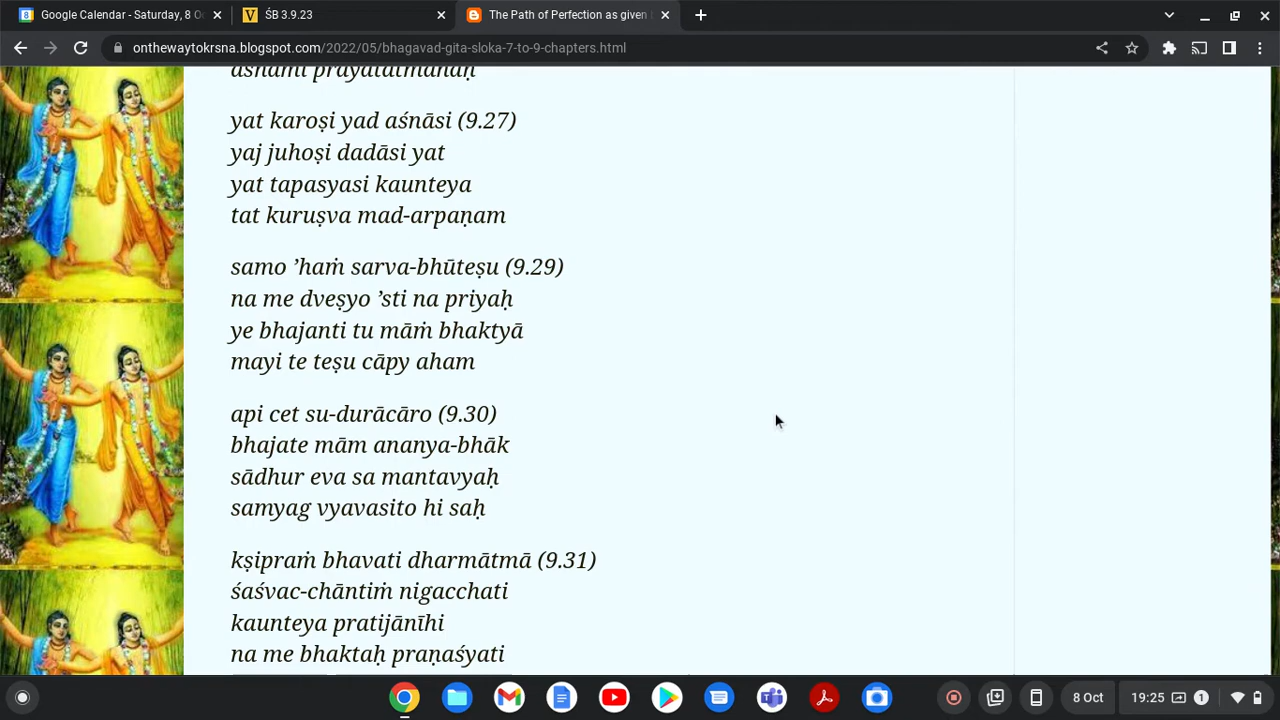 Google Calendar - Saturday, 8 Oc
ŚB 3.9.23
The Path of Perfection as given
onthewaytokrsna.blogspot.com/2022/05/bhagavad-gita-sloka-7-to-9-chapters.html
aśnāmi prayatātmanaḥ
yat karoṣi yad aśnāsi (9.27)
yaj juhoṣi dadāsi yat
yat tapasyasi kaunteya
tat kuruṣva mad-arpaṇam
samo ’haṁ sarva-bhūteṣu (9.29)
na me dveṣyo ’sti na priyaḥ
ye bhajanti tu māṁ bhaktyā
mayi te teṣu cāpy aham
api cet su-durācāro (9.30)
bhajate mām ananya-bhāk
sādhur eva sa mantavyaḥ
samyag vyavasito hi saḥ
kṣipraṁ bhavati dharmātmā (9.31)
śaśvac-chāntiṁ nigacchati
kaunteya pratijānīhi
na me bhaktaḥ praṇaśyati
8 Oct
19:25
1